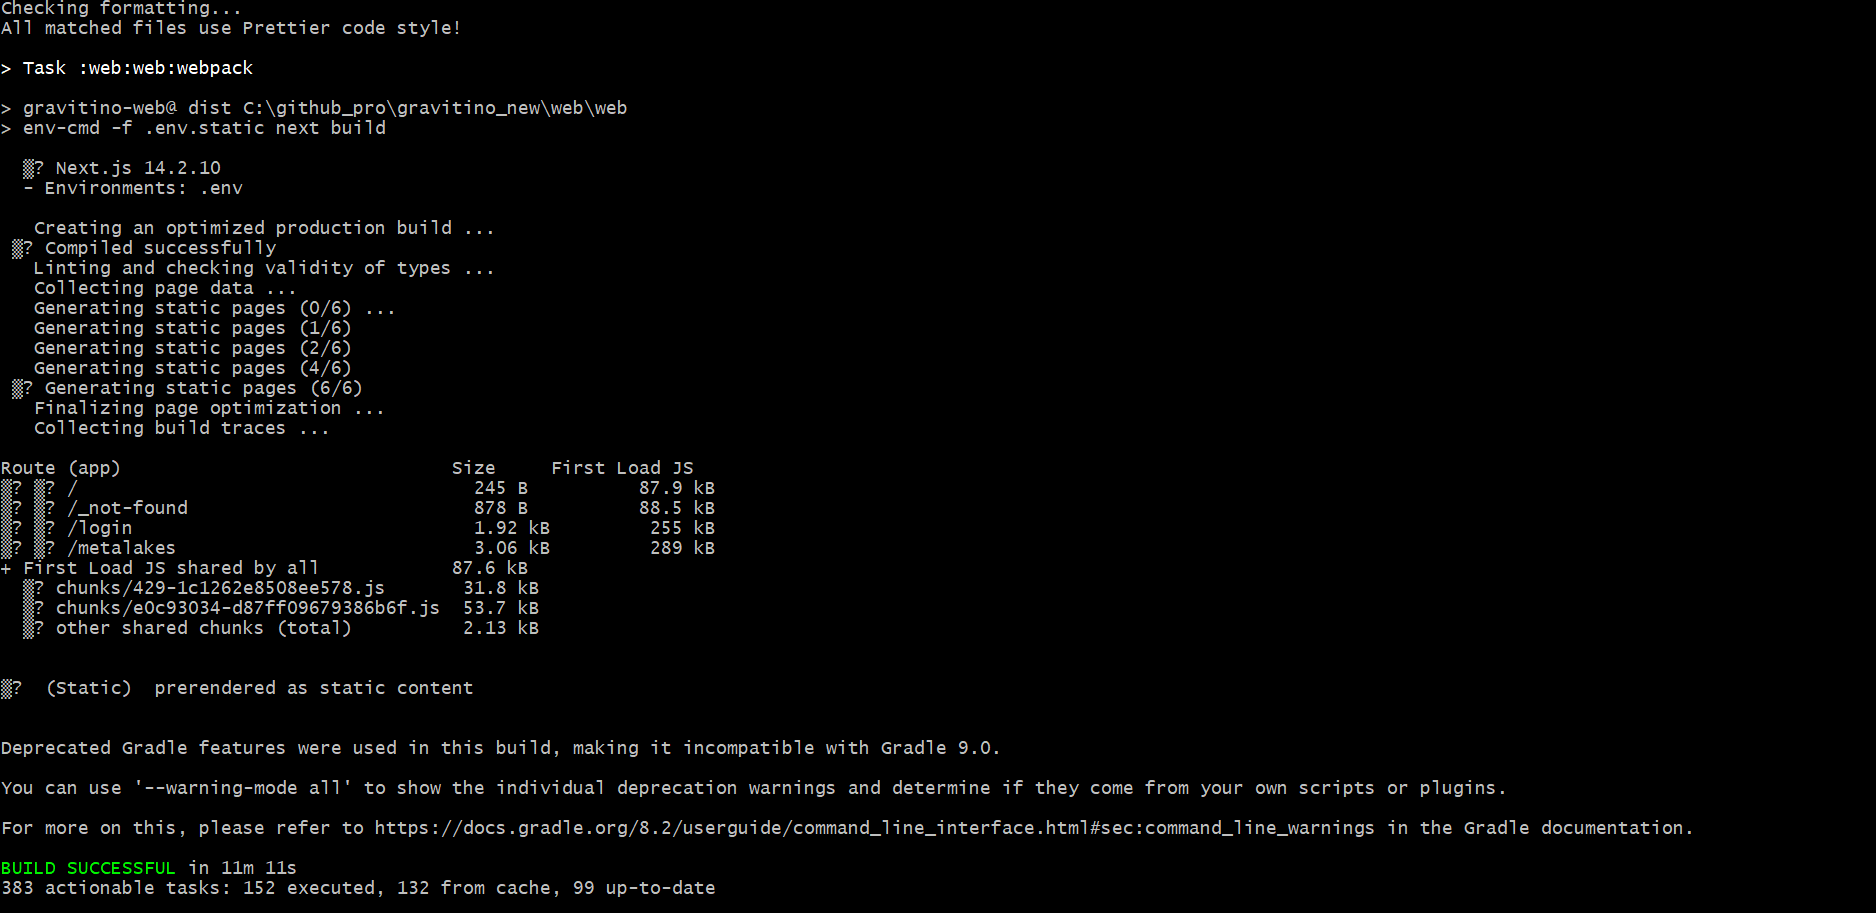 Checking formatting...
All matched files use Prettier code style!
> Task :web:web:webpack
> gravitino-web@ dist C:\github_pro\gravitino_new\web\web
> env-cmd -f .env.static next build
▒? Next.js 14.2.10
- Environments: .env
Creating an optimized production build ...
▒? Compiled successfully
Linting and checking validity of types ...
Collecting page data ...
Generating static pages (0/6) ...
Generating static pages (1/6)
Generating static pages (2/6)
Generating static pages (4/6)
▒? Generating static pages (6/6)
Finalizing page optimization ...
Collecting build traces ...
Route (app) Size First Load JS
▒? ▒? / 245 B 87.9 kB
▒? ▒? /_not-found 878 B 88.5 kB
▒? ▒? /login 1.92 kB 255 kB
▒? ▒? /metalakes 3.06 kB 289 kB
+ First Load JS shared by all 87.6 kB
▒? chunks/429-1c1262e8508ee578.js 31.8 kB
▒? chunks/e0c93034-d87ff09679386b6f.js 53.7 kB
▒? other shared chunks (total) 2.13 kB
▒? (Static) prerendered as static content
Deprecated Gradle features were used in this build, making it incompatible with Gradle 9.0.
You can use '--warning-mode all' to show the individual deprecation warnings and determine if they come from your own scripts or plugins.
For more on this, please refer to https://docs.gradle.org/8.2/userguide/command_line_interface.html#sec:command_line_warnings in the Gradle documentation.
BUILD SUCCESSFUL in 11m 11s
383 actionable tasks: 152 executed, 132 from cache, 99 up-to-date